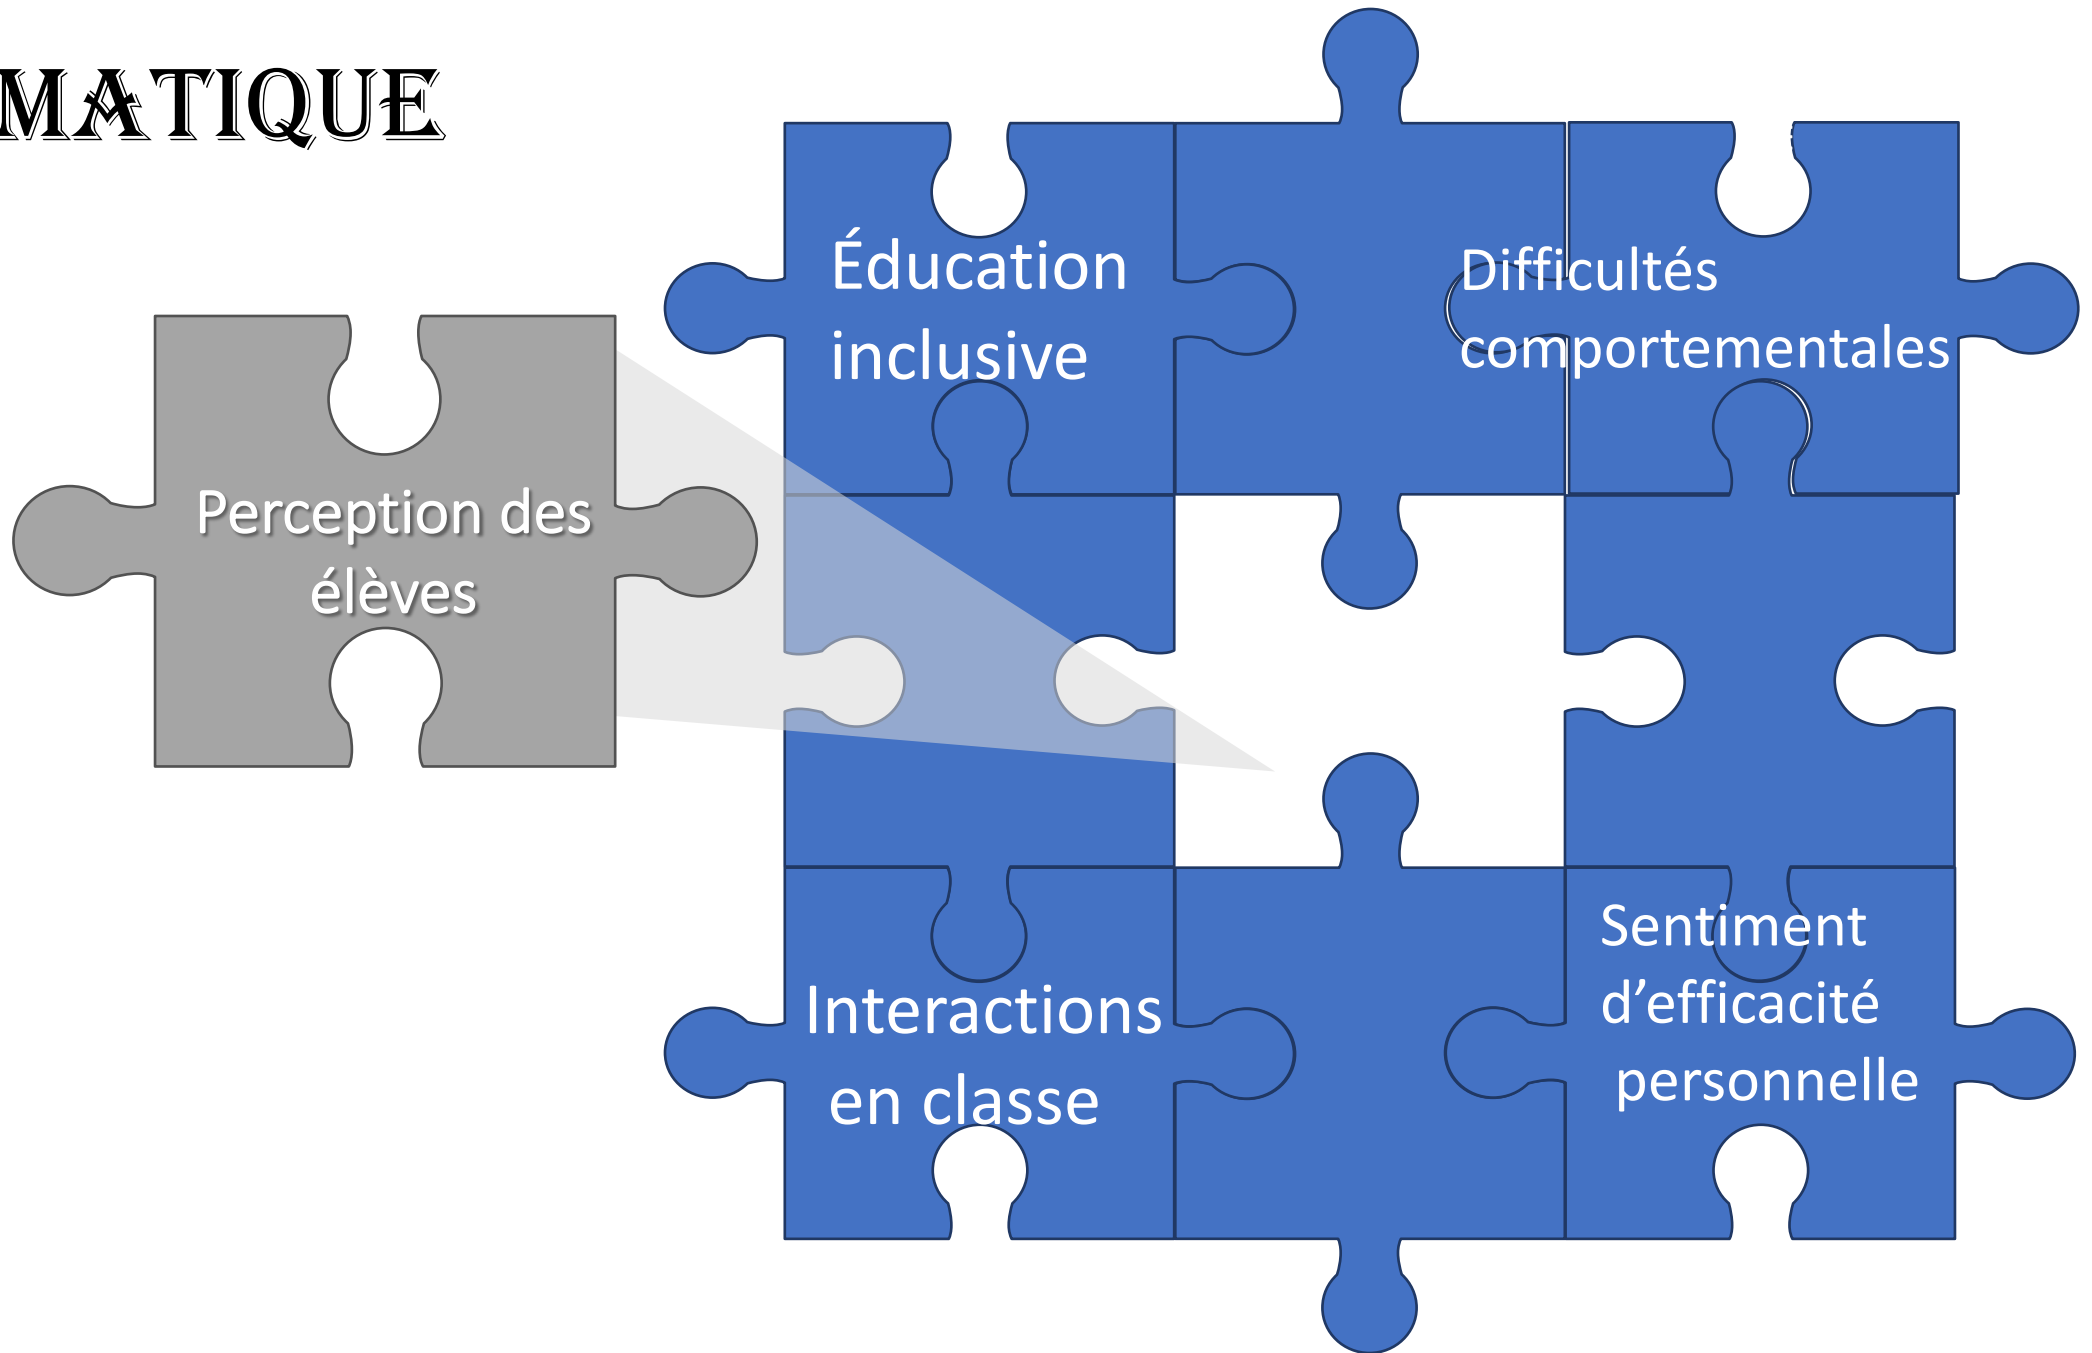 MATIQUE
Éducation
inclusive
Difficultés
comportementales
Perception des
élèves
Interactions
en classe
Sentiment
d’efficacité
personnelle